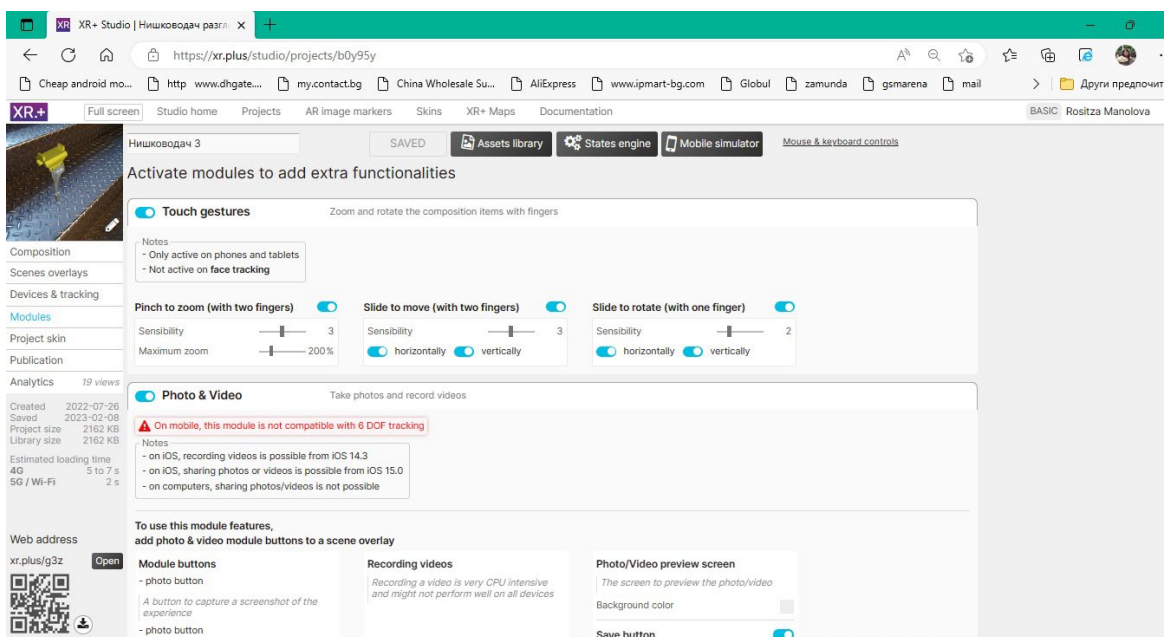 XR XR+ Studio | Нишководач разгл
https://xr.plus/studio/projects/b0y95y
Cheap android mo... http www.dhgate.... my.contact.bg China Wholesale Su... AliExpress www.ipmart-bg.com Globul zamunda gsmarena mail Други предпочит
XR.+ Full screen Studio home Projects AR image markers Skins XR+ Maps Documentation BASIC Rositza Manolova
Нишководач 3 SAVED Assets library States engine Mobile simulator Mouse & keyboard controls
Activate modules to add extra functionalities
Touch gestures Zoom and rotate the composition items with fingers
Notes
- Only active on phones and tablets
- Not active on face tracking
Pinch to zoom (with two fingers) Slide to move (with two fingers) Slide to rotate (with one finger)
Sensibility 3 Sensibility 3 Sensibility 2
Maximum zoom 200% horizontally vertically horizontally vertically
Composition
Scenes overlays
Devices & tracking
Modules
Project skin
Publication
Analytics 19 views
Created 2022-07-26
Saved 2023-02-08
Project size 2162 KB
Library size 2162 KB
Estimated loading time
4G 5 to 7 s
5G / Wi-Fi 2 s
Web address
xr.plus/g3z Open
Photo & Video Take photos and record videos
On mobile, this module is not compatible with 6 DOF tracking
Notes
- on iOS, recording videos is possible from iOS 14.3
- on iOS, sharing photos or videos is possible from iOS 15.0
- on computers, sharing photos/videos is not possible
To use this module features,
add photo & video module buttons to a scene overlay
Module buttons
- photo button
A button to capture a screenshot of the
experience
- photo button
Recording videos
Recording a video is very CPU intensive
and might not perform well on all devices
Photo/Video preview screen
The screen to preview the photo/video
Background color
Save button